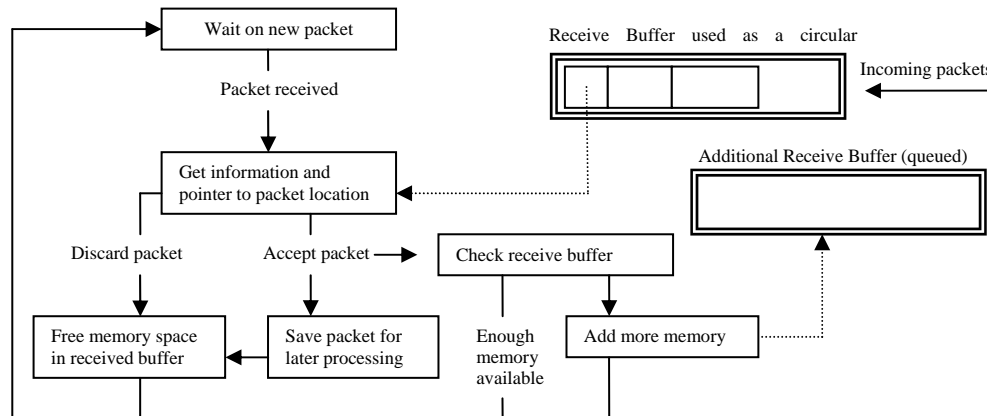 Wait on new packet
Receive Buffer used as a circular
Incoming packets
Packet received
Additional Receive Buffer (queued)
Get information and
pointer to packet location
Discard packet
Accept packet
Check receive buffer
Free memory space
in received buffer
Save packet for
later processing
Enough
memory
available
Add more memory